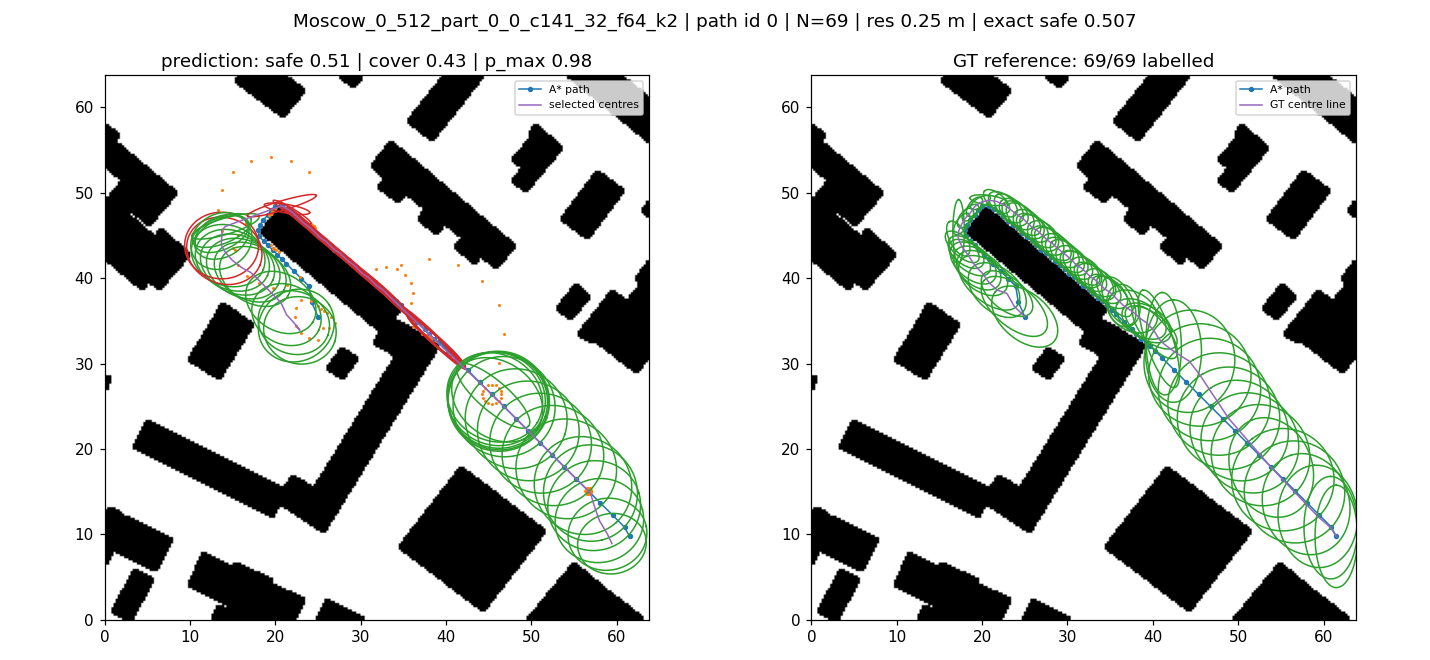 Moscow_0_512_part_0_0_c141_32_f64_k2 | path id 0 | N=69 | res 0.25 m | exact safe 0.507
prediction: safe 0.51 | cover 0.43 | p_max 0.98
A* path
selected centres
60
50
40
30
20
10
0
0 10 20 30 40 50 60
GT reference: 69/69 labelled
A* path
GT centre line
60
50
40
30
20
10
0
0 10 20 30 40 50 60